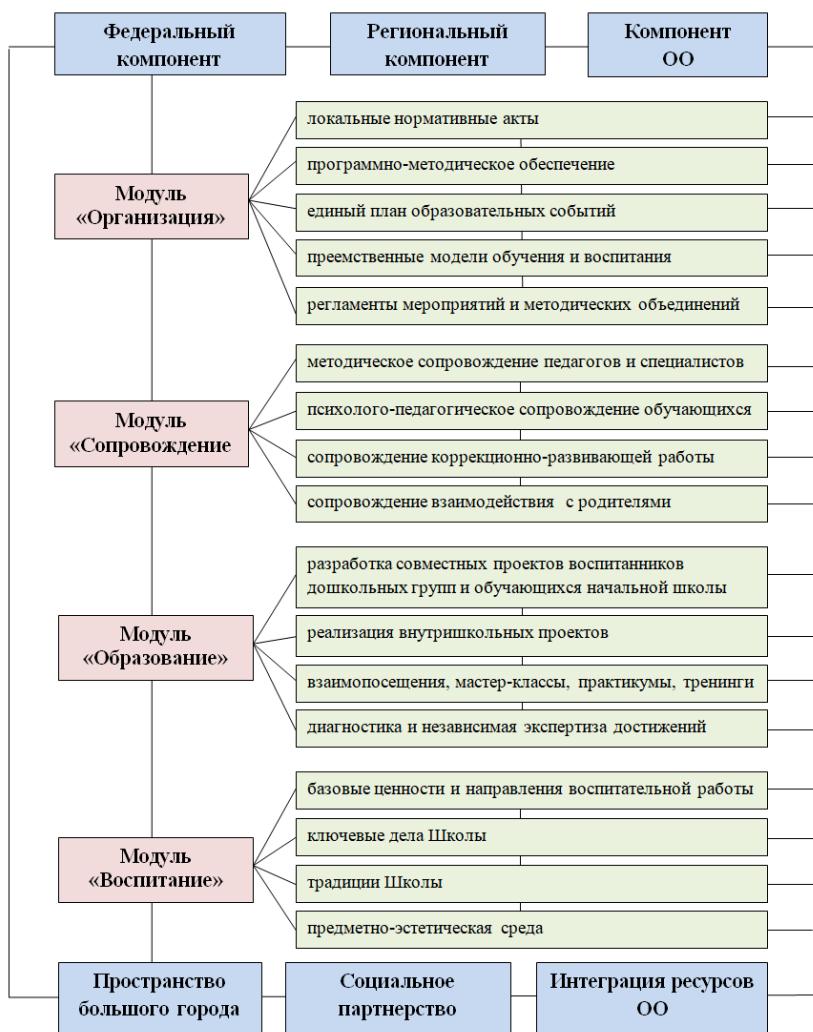 Федеральный
компонент
Региональный
компонент
Компонент
ОО
локальные нормативные акты
программно-методическое обеспечение
Модуль
«Организация»
единый план образовательных событий
преемственные модели обучения и воспитания
регламенты мероприятий и методических объединений
методическое сопровождение педагогов и специалистов
психолого-педагогическое сопровождение обучающихся
Модуль
«Сопровождение
сопровождение коррекционно-развивающей работы
сопровождение взаимодействия с родителями
разработка совместных проектов воспитанников
дошкольных групп и обучающихся начальной школы
Модуль
«Образование»
реализация внутришкольных проектов
взаимопосещения, мастер-классы, практикумы, тренинги
диагностика и независимая экспертиза достижений
базовые ценности и направления воспитательной работы
ключевые дела Школы
Модуль
«Воспитание»
традиции Школы
предметно-эстетическая среда
Пространство
большого города
Социальное
партнерство
Интеграция ресурсов
ОО